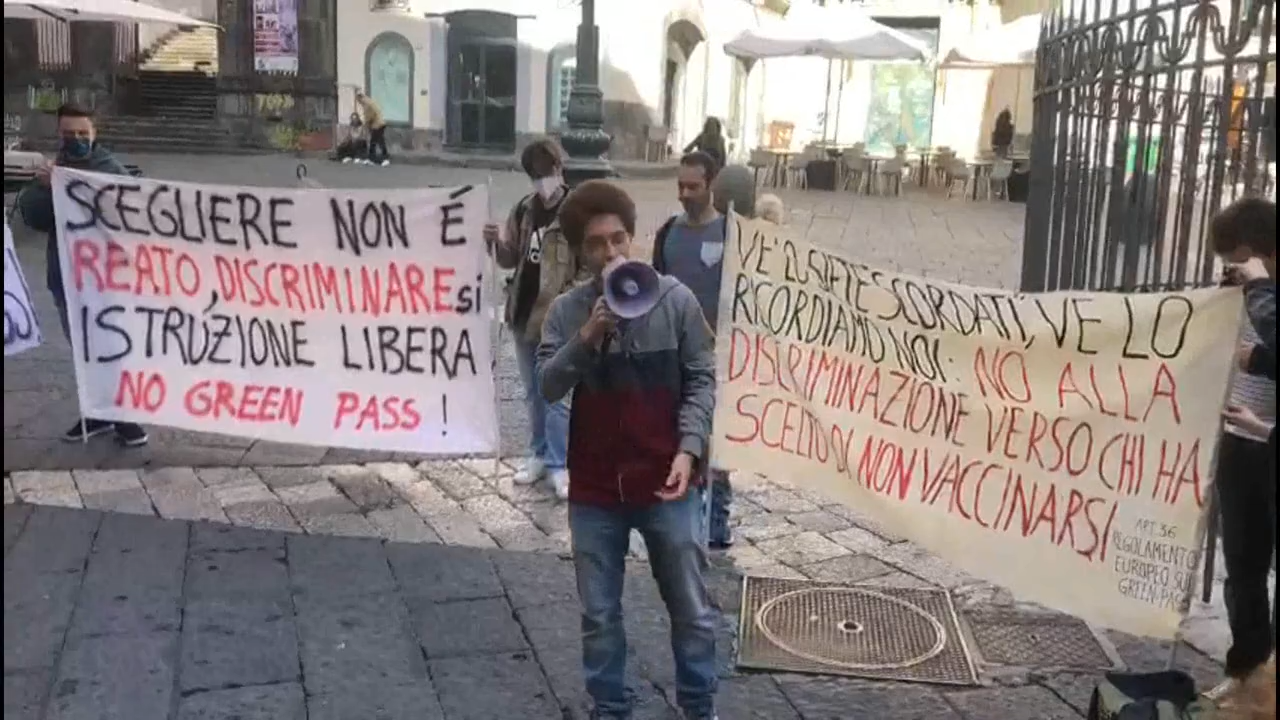 SCEGLIERE NON É
REATO, DISCRIMINARE sì
ISTRUZIONE LIBERA
NO GREEN PASS !
VE' LO SIETE SCORDATI, VE LO
RICORDIAMO NOI: NO ALLA
DISCRIMINAZIONE VERSO CHI HA
SCELTO DI NON VACCINARSI
ART. 36
REGOLAMENTO
EUROPEO SUL
GREEN PASS